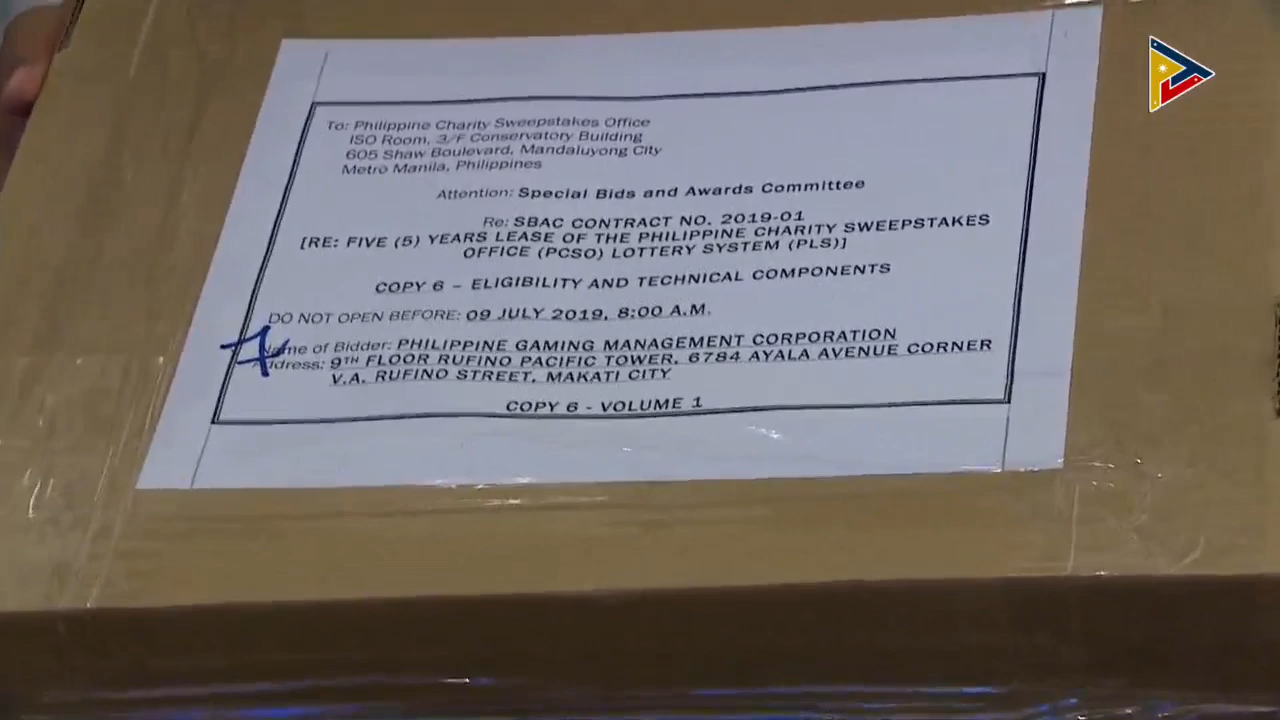 To: Philippine Charity Sweepstakes Office
ISO Room, 3/F Conservatory Building
605 Shaw Boulevard, Mandaluyong City
Metro Manila, Philippines
Attention: Special Bids and Awards Committee
Re: SBAC CONTRACT NO. 2019-01
[RE: FIVE (5) YEARS LEASE OF THE PHILIPPINE CHARITY SWEEPSTAKES
OFFICE (PCSO) LOTTERY SYSTEM (PLS)]
COPY 6 – ELIGIBILITY AND TECHNICAL COMPONENTS
DO NOT OPEN BEFORE: 09 JULY 2019, 8:00 A.M.
Name of Bidder: PHILIPPINE GAMING MANAGEMENT CORPORATION
Address: 9TH FLOOR RUFINO PACIFIC TOWER, 6784 AYALA AVENUE CORNER
V.A. RUFINO STREET, MAKATI CITY
COPY 6 - VOLUME 1